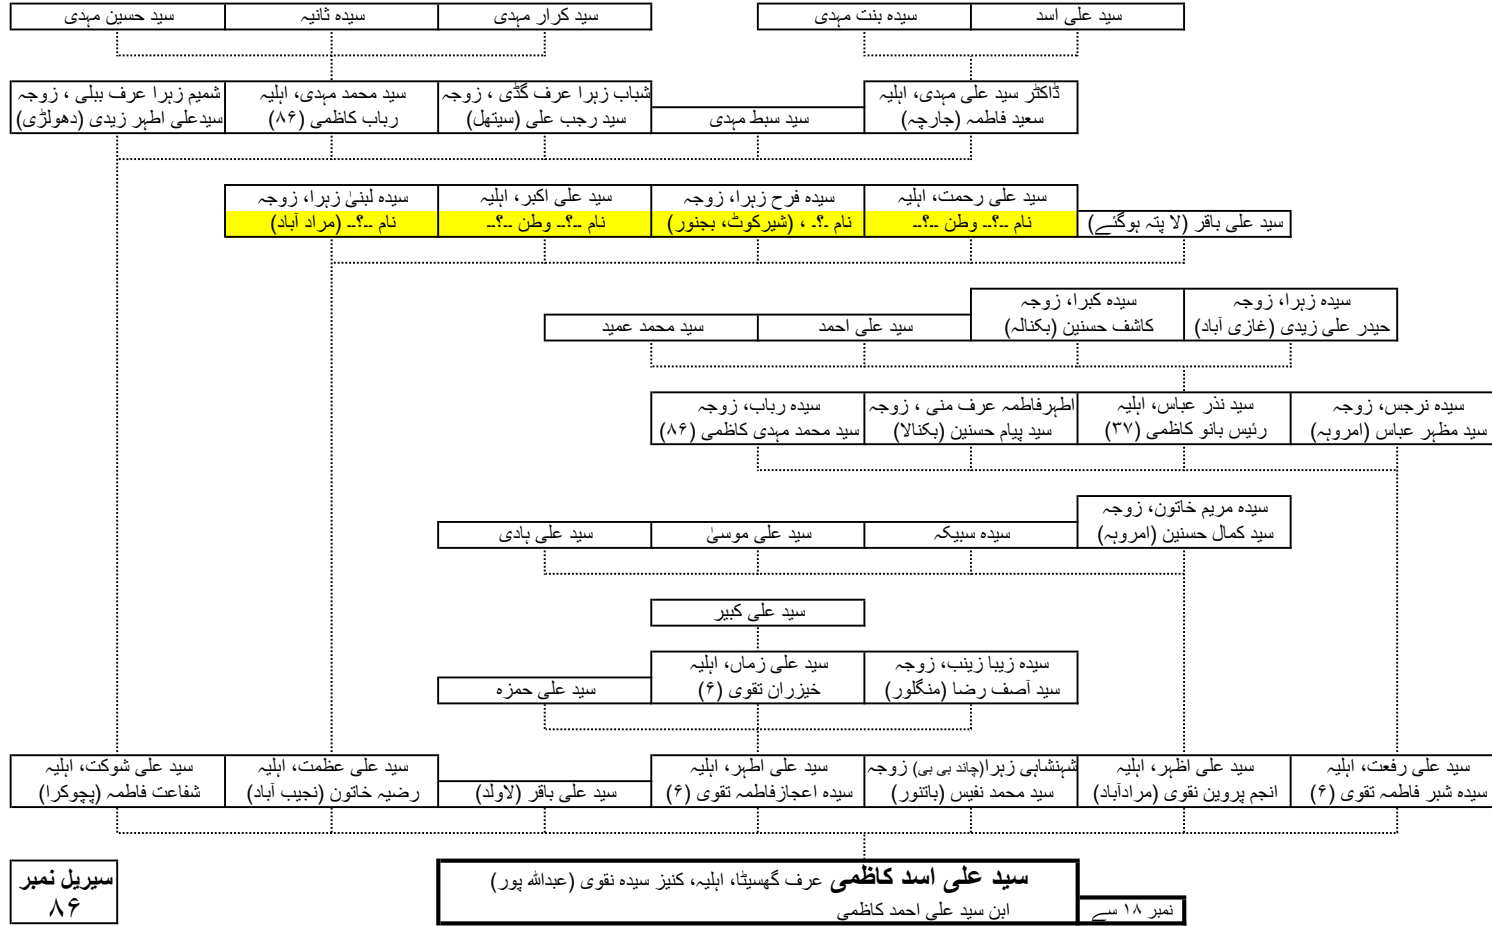 سید علی اسد
سیدہ بنت مہدی
سید کرار مہدی
سیدہ ثانیہ
سید حسین مہدی
ڈاکٹر سید علی مہدی، اہلیہ
سعید فاطمہ (جارچہ)
سید سبط مہدی
شباب زہرا عرف گڈی ، زوجہ
سید رجب علی (سیتھل)
سید محمد مہدی، اہلیہ
رباب کاظمی (۸۶)
شمیم زہرا عرف ببلی ، زوجہ
سیدعلی اطہر زیدی (دھولڑی)
سید علی باقر (لا پتہ ہوگئے)
سید علی رحمت، اہلیہ
نام ۔۔؟۔۔ وطن ۔۔؟۔۔
سیدہ فرح زہرا، زوجہ
نام ۔؟۔ ، (شیرکوٹ، بجنور)
سید علی اکبر، اہلیہ
نام ۔۔؟۔۔ وطن ۔۔؟۔۔
سیدہ لبنیٰ زہرا، زوجہ
نام ۔۔؟۔۔ (مراد آباد)
سیدہ زہرا، زوجہ
حیدر علی زیدی (غازی آباد)
سیدہ کبرا، زوجہ
کاشف حسنین (بکنالہ)
سید علی احمد
سید محمد عمید
سیدہ نرجس، زوجہ
سید مظہر عباس (امروہہ)
سید نذر عباس، اہلیہ
رئیس بانو کاظمی (۳۷)
اطہرفاطمہ عرف منی ، زوجہ
سید پیام حسنین (بکنالا)
سیدہ رباب، زوجہ
سید محمد مہدی کاظمی (۸۶)
سیدہ مریم خاتون، زوجہ
سید کمال حسنین (امروہہ)
سیدہ سبیکہ
سید علی موسیٰ
سید علی ہادی
سید علی کبیر
سیدہ زیبا زینب، زوجہ
سید آصف رضا (منگلور)
سید علی زماں، اہلیہ
خیزران تقوی (۶)
سید علی حمزہ
سید علی رفعت، اہلیہ
سیدہ شبر فاطمہ تقوی (۶)
سید علی اظہر، اہلیہ
انجم پروین نقوی (مرادآباد)
شہنشاہی زہرا(چاند بی بی) زوجہ
سید محمد نفیس (باتنور)
سید علی اطہر، اہلیہ
سیدہ اعجازفاطمہ تقوی (۶)
سید علی باقر (لاولد)
سید علی عظمت، اہلیہ
رضیہ خاتون (نجیب آباد)
سید علی شوکت، اہلیہ
شفاعت فاطمہ (پچوکرا)
سید علی اسد کاظمی عرف گھسیٹا، اہلیہ، کنیز سیدہ نقوی (عبداللہ پور)
ابن سید علی احمد کاظمی
نمبر ۱۸ سے
سیریل نمبر
۸۶